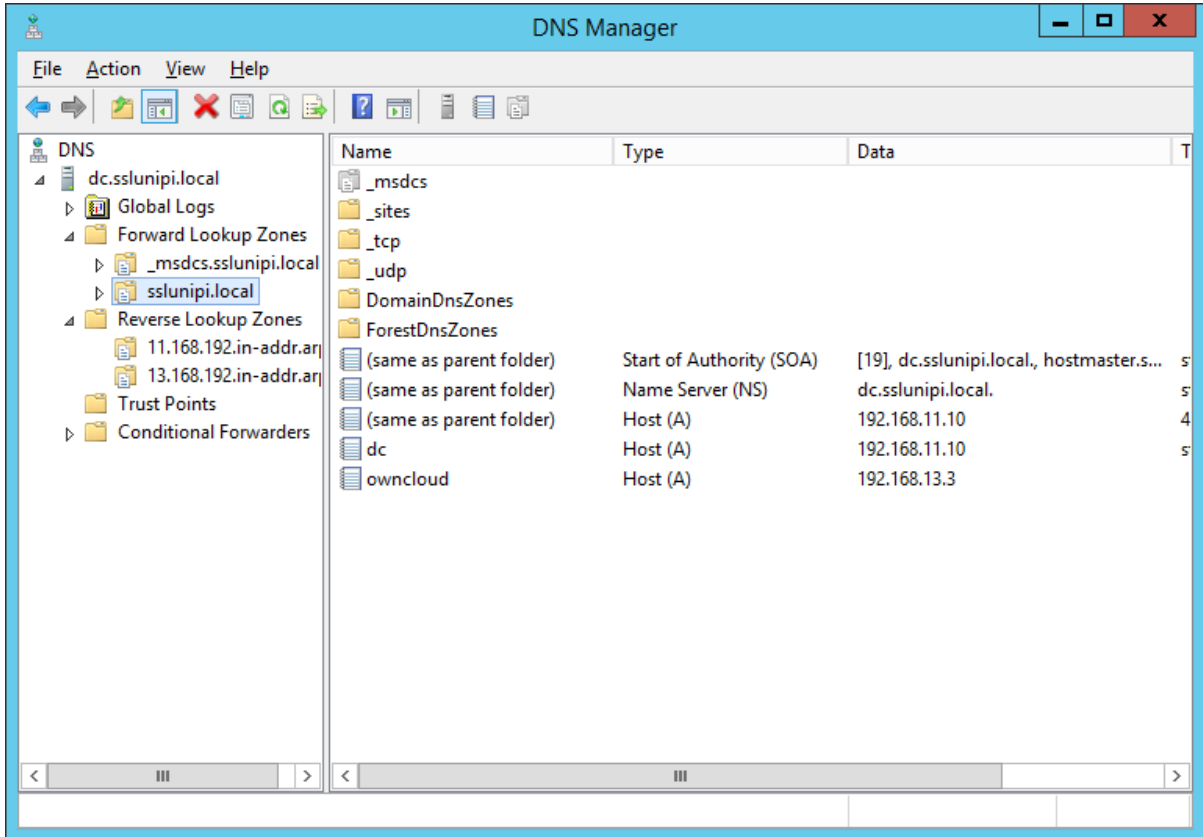 DNS Manager
File Action View Help
DNS
dc.sslunipi.local
Global Logs
Forward Lookup Zones
_msdcs.sslunipi.local
sslunipi.local
Reverse Lookup Zones
11.168.192.in-addr.arp
13.168.192.in-addr.arp
Trust Points
Conditional Forwarders
Name Type Data T
_msdcs
_sites
_tcp
_udp
DomainDnsZones
ForestDnsZones
(same as parent folder) Start of Authority (SOA) [19], dc.sslunipi.local., hostmaster.s... s
(same as parent folder) Name Server (NS) dc.sslunipi.local. s
(same as parent folder) Host (A) 192.168.11.10 4
dc Host (A) 192.168.11.10 s
owncloud Host (A) 192.168.13.3